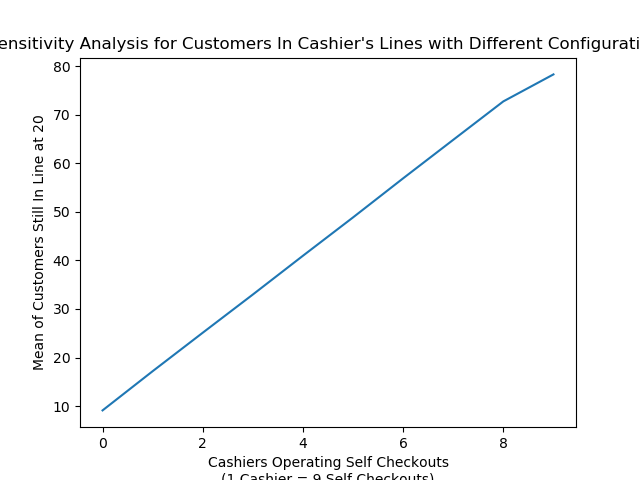 ensitivity Analysis for Customers In Cashier's Lines with Different Configurati
80
70
60
50
40
30
20
10
Mean of Customers Still In Line at 20
0 2 4 6 8
Cashiers Operating Self Checkouts
(1 Cashier = 9 Self Checkouts)